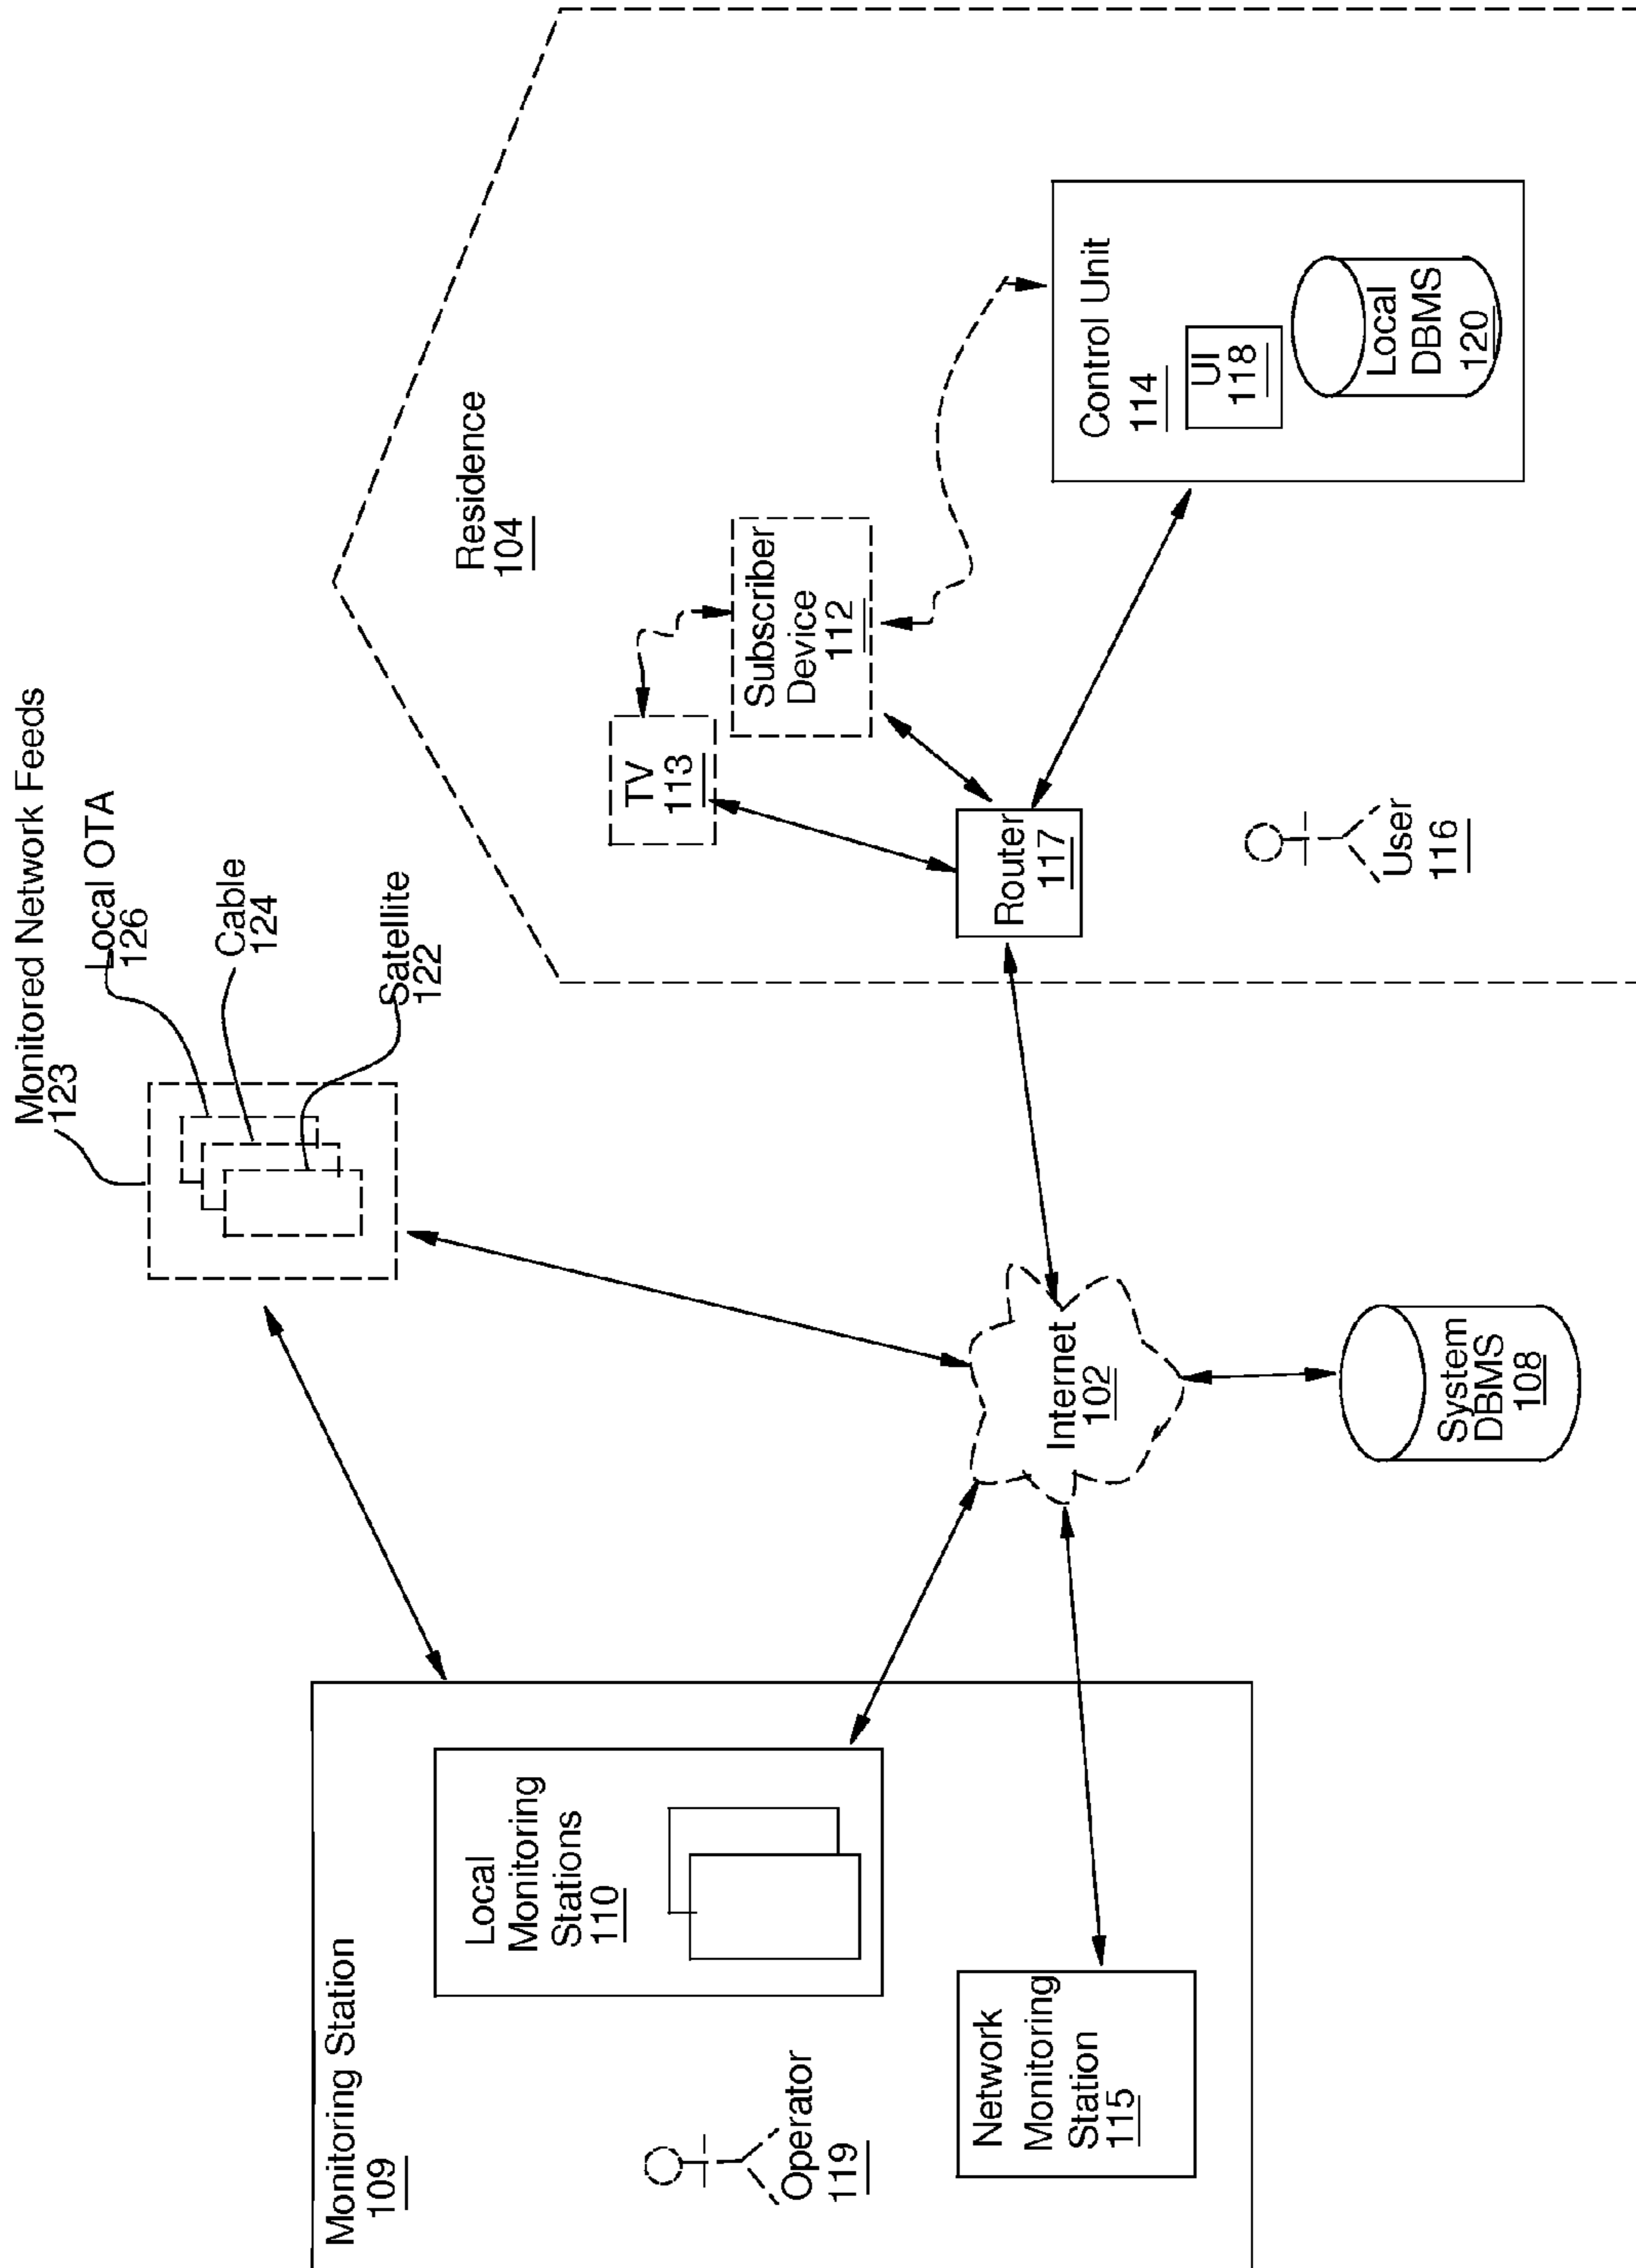 Monitoring Station
109
Operator
119
Local
Monitoring
Stations
110
Network
Monitoring
Station
115
Monitored Network Feeds
123
Local OTA
126
Cable
124
Satellite
122
Internet
102
System
DBMS
108
Residence
104
TV
113
Subscriber
Device
112
Router
117
User
116
Control Unit
114
UI
118
Local
DBMS
120